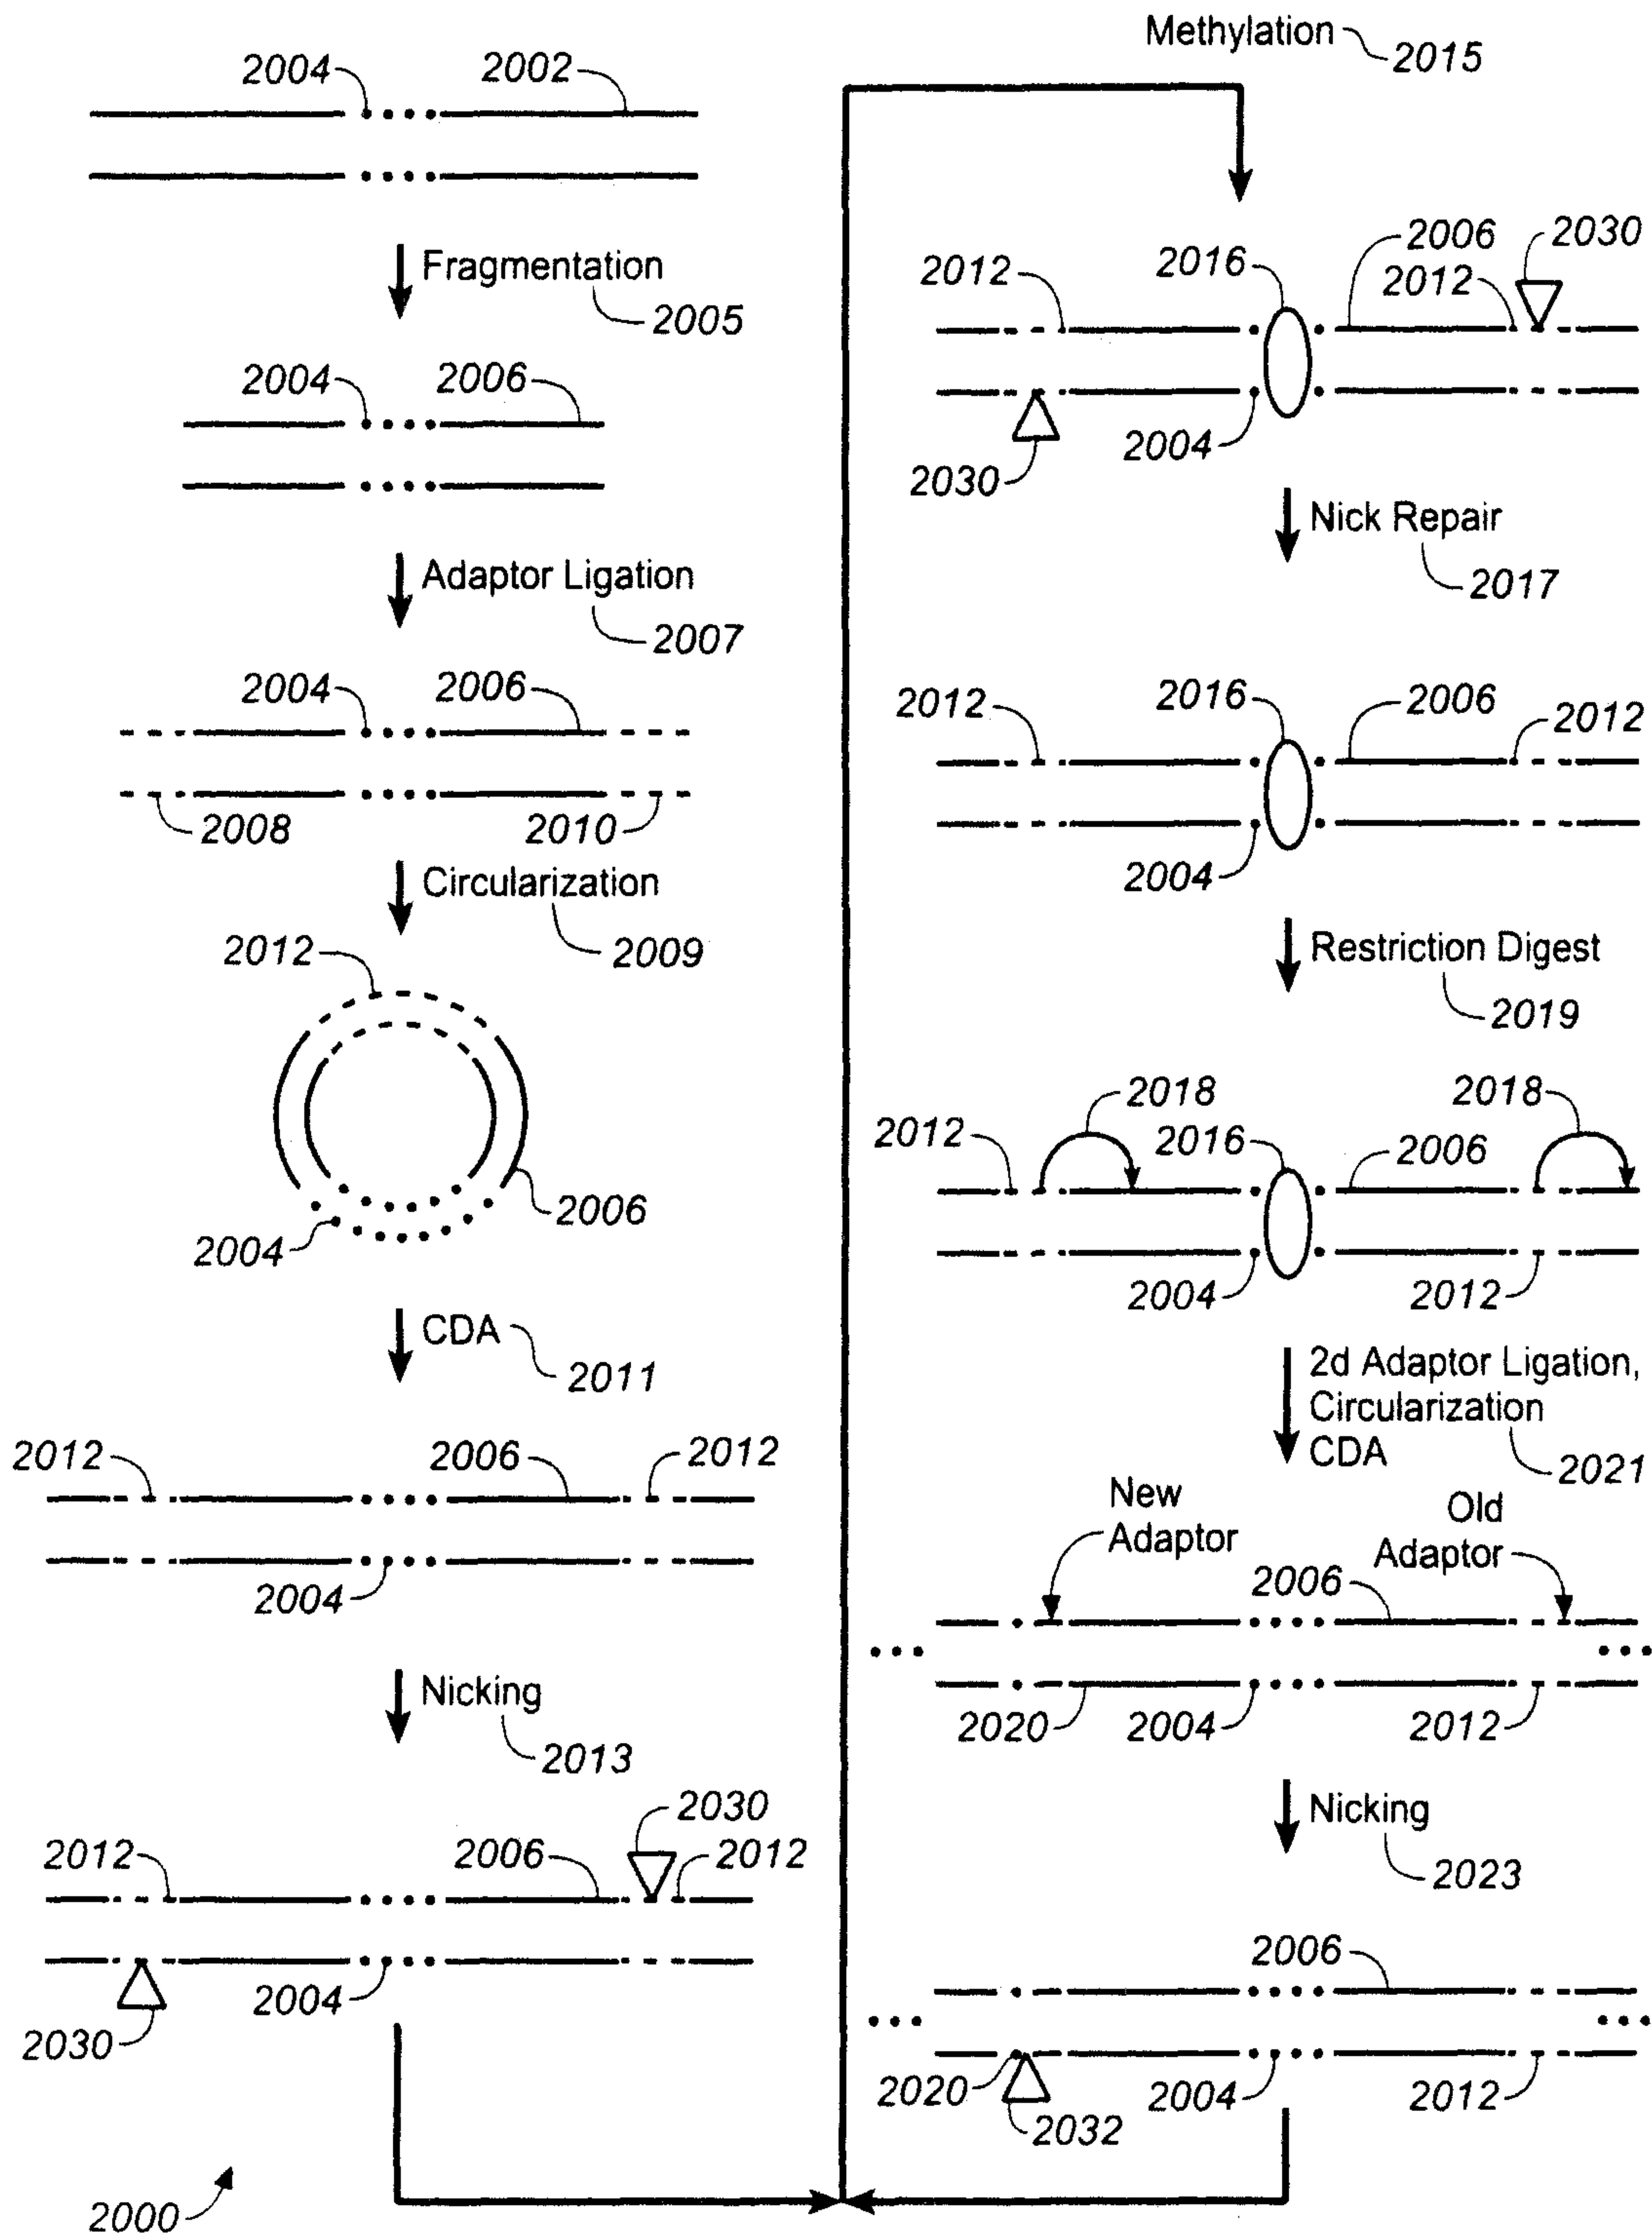 2004 2002
Fragmentation
2005
2004 2006
Adaptor Ligation
2007
2004 2006
2008 2010
Circularization
2012 2009
2006
2004
CDA
2011
2012 2006 2012
2004
Nicking
2013
2030
2012 2006 2012
2004
2030
2000
Methylation
2015
2006 2030
2012 2016 2012
2004
2030
Nick Repair
2017
2012 2016 2006 2012
2004
Restriction Digest
2019
2018 2018
2012 2016 2006
2004 2012
2d Adaptor Ligation,
Circularization
CDA 2021
New Old
Adaptor Adaptor
2006
2020 2004 2012
Nicking
2023
2006
2020 2004 2012
2032